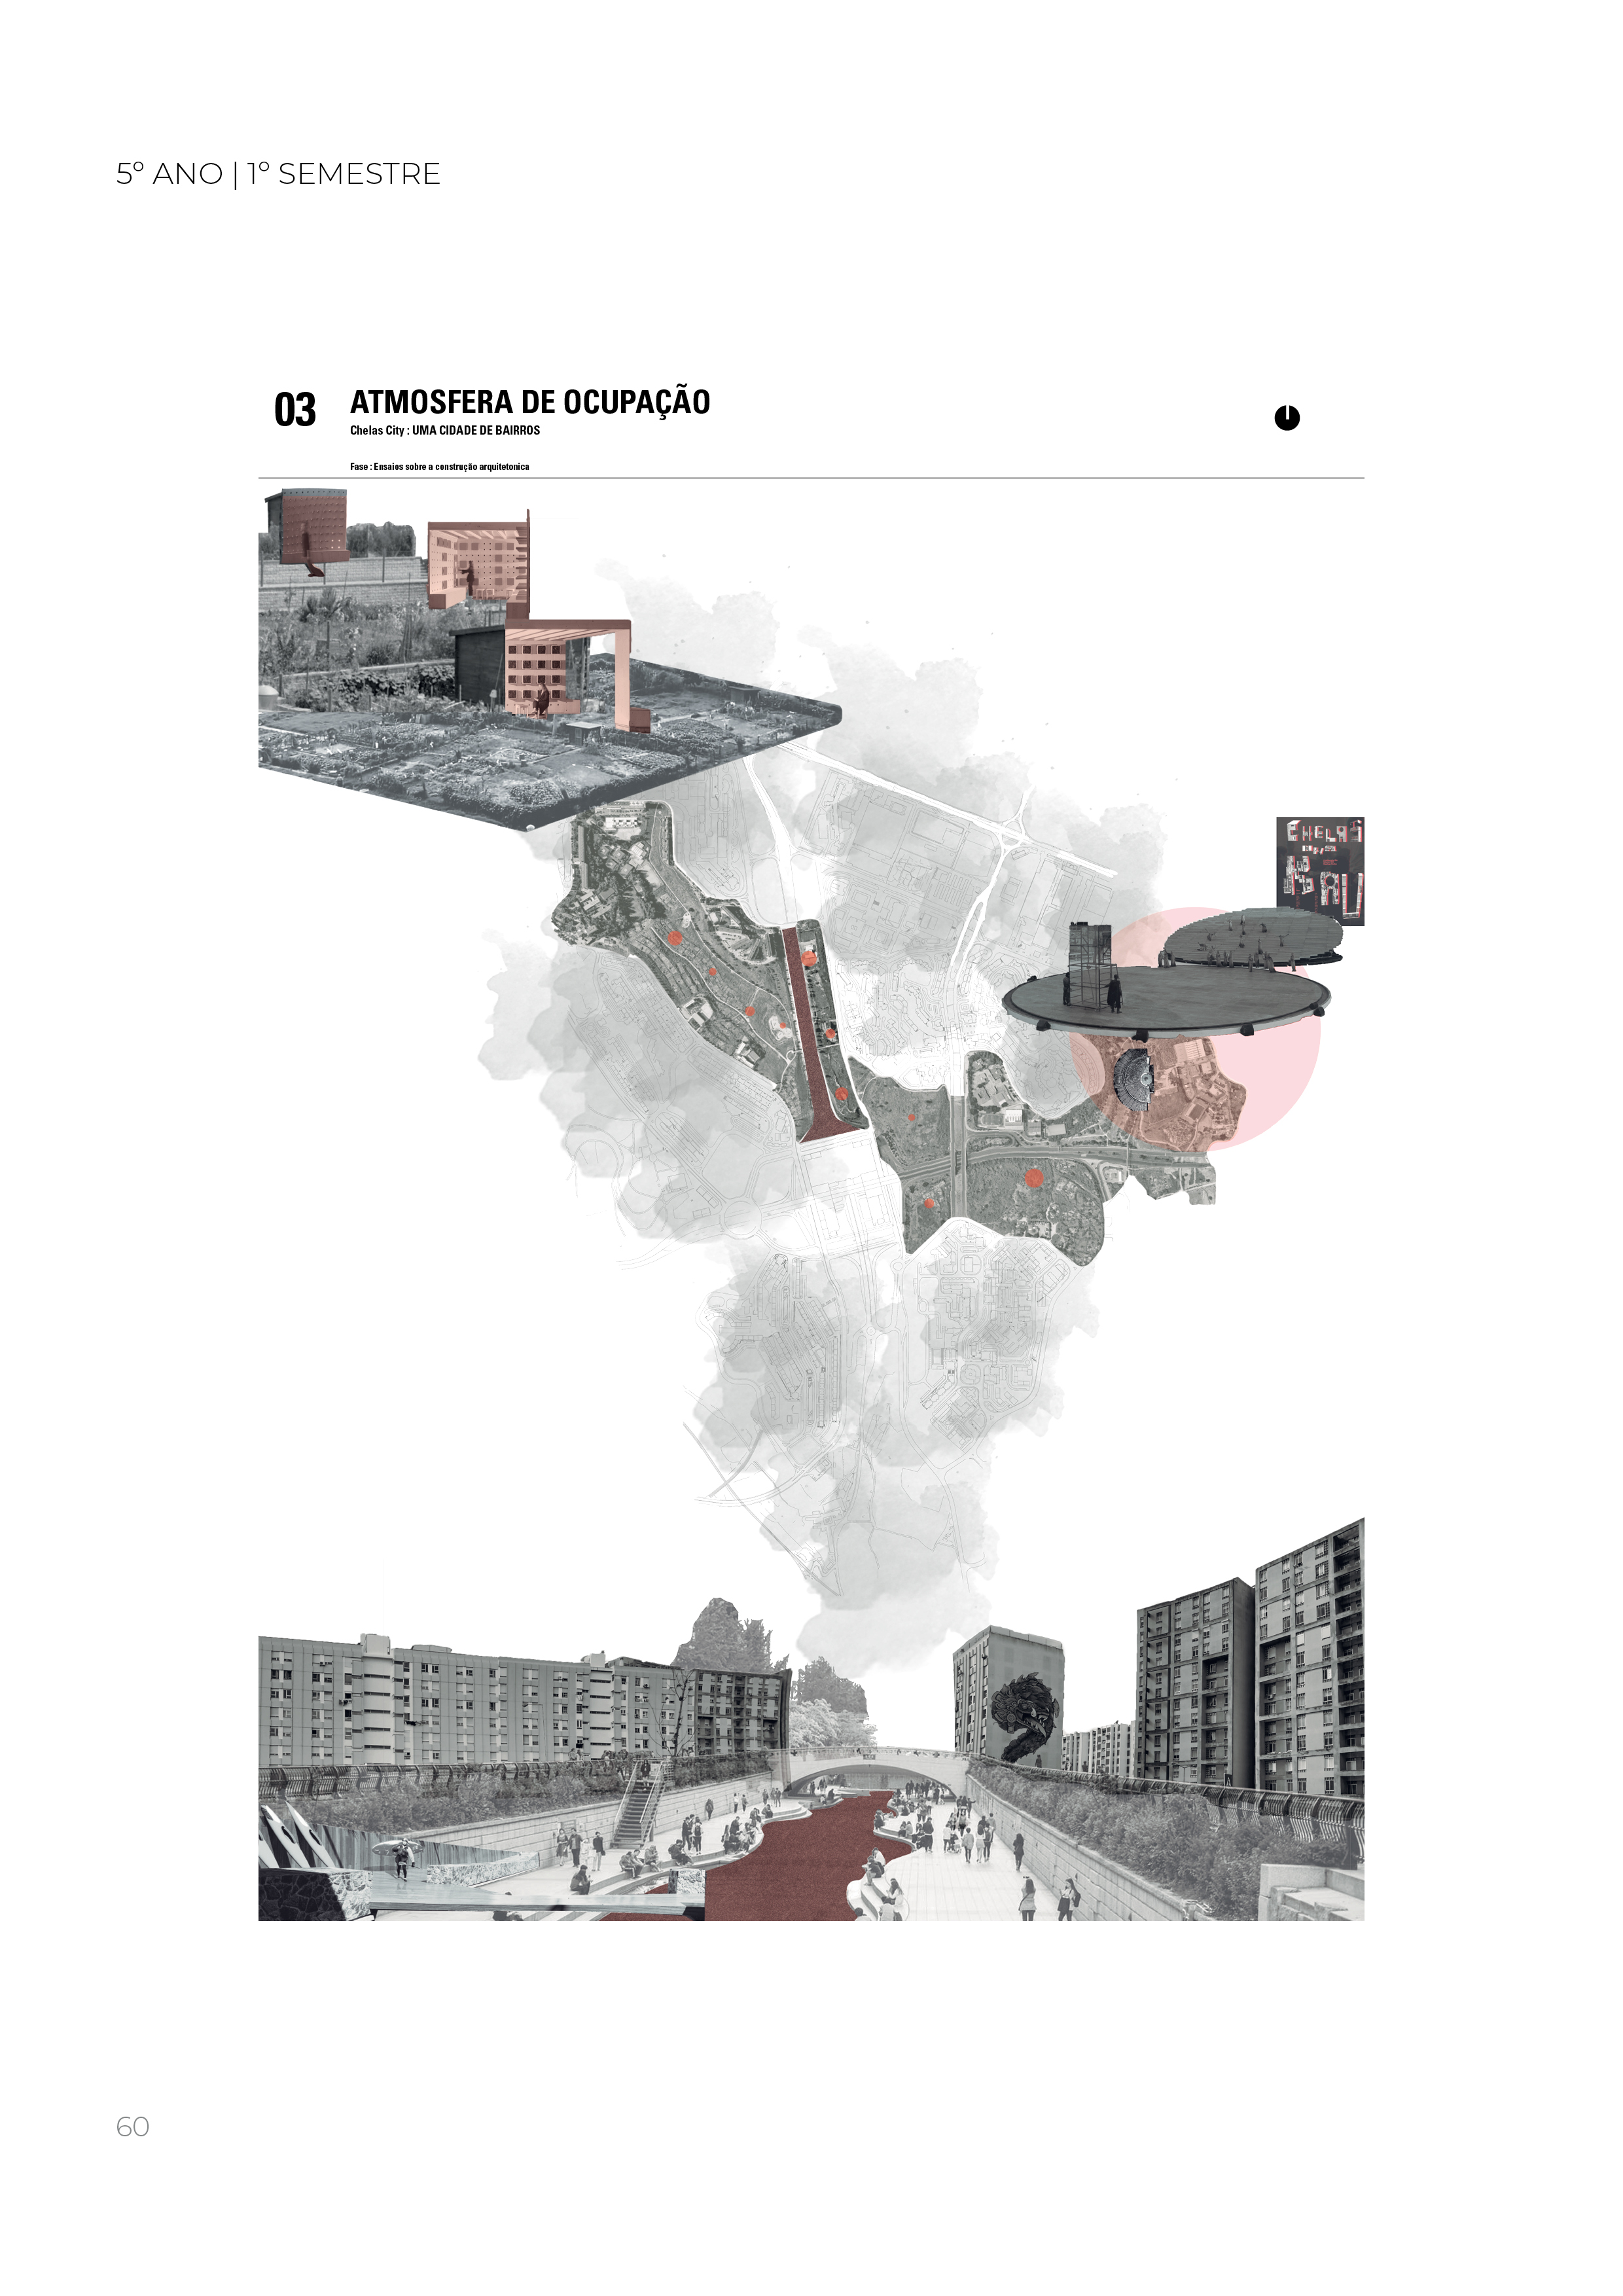 5º ANO | 1º SEMESTRE
03
ATMOSFERA DE OCUPAÇÃO
Chelas City : UMA CIDADE DE BAIRROS
Fase : Ensaios sobre a construção arquitetonica
CHELAS
60